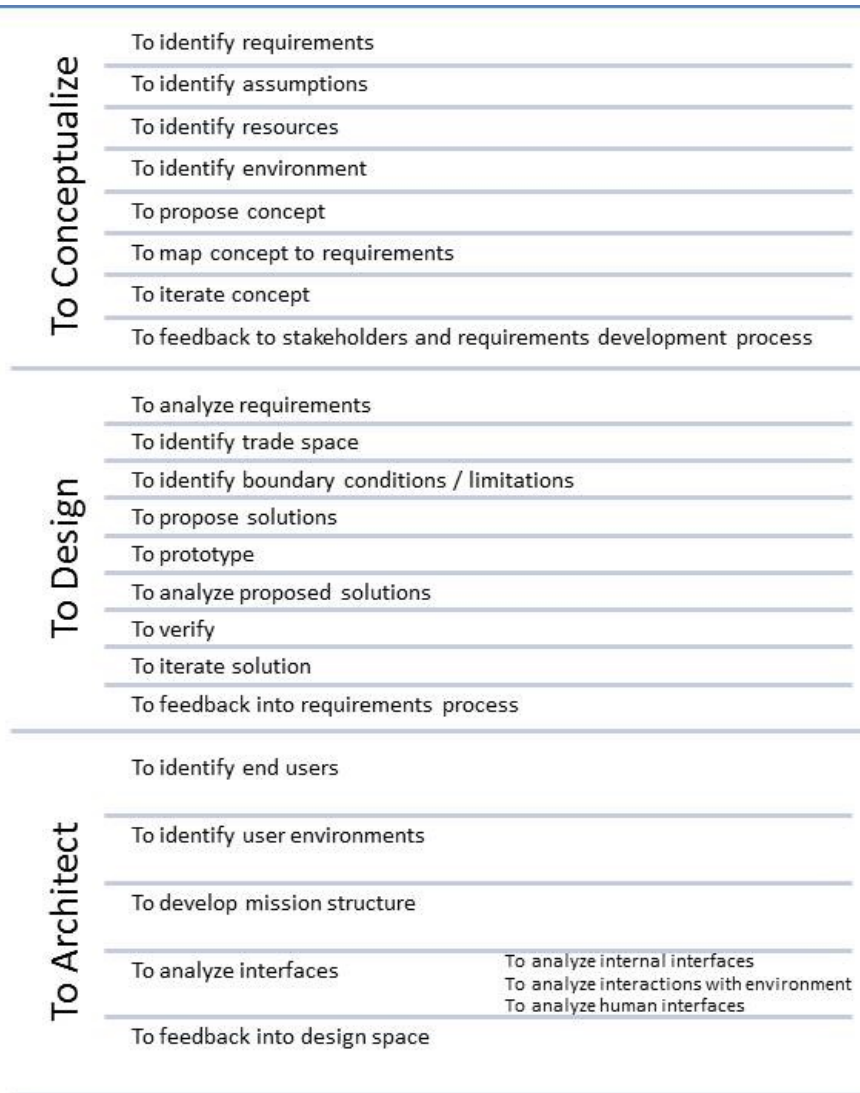 To Conceptualize
To identify requirements
To identify assumptions
To identify resources
To identify environment
To propose concept
To map concept to requirements
To iterate concept
To feedback to stakeholders and requirements development process
To Design
To analyze requirements
To identify trade space
To identify boundary conditions / limitations
To propose solutions
To prototype
To analyze proposed solutions
To verify
To iterate solution
To feedback into requirements process
To Architect
To identify end users
To identify user environments
To develop mission structure
To analyze interfaces
To analyze internal interfaces
To analyze interactions with environment
To analyze human interfaces
To feedback into design space